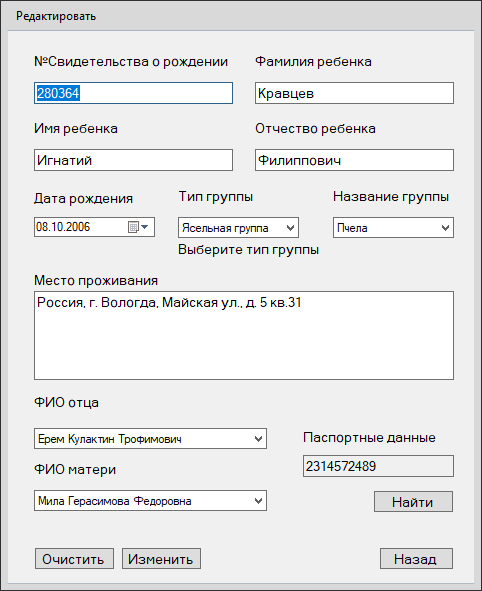 Редактировать
№Свидетельства о рождении Фамилия ребенка
280364 Кравцев
Имя ребенка Отчество ребенка
Игнатий Филиппович
Дата рождения Тип группы Название группы
08.10.2006 Ясельная группа Пчела
Выберите тип группы
Место проживания
Россия, г. Вологда, Майская ул., д. 5 кв.31
ФИО отца
Ерем Кулактин Трофимович Паспортные данные
ФИО матери 2314572489
Мила Герасимова Федоровна Найти
Очистить Изменить Назад